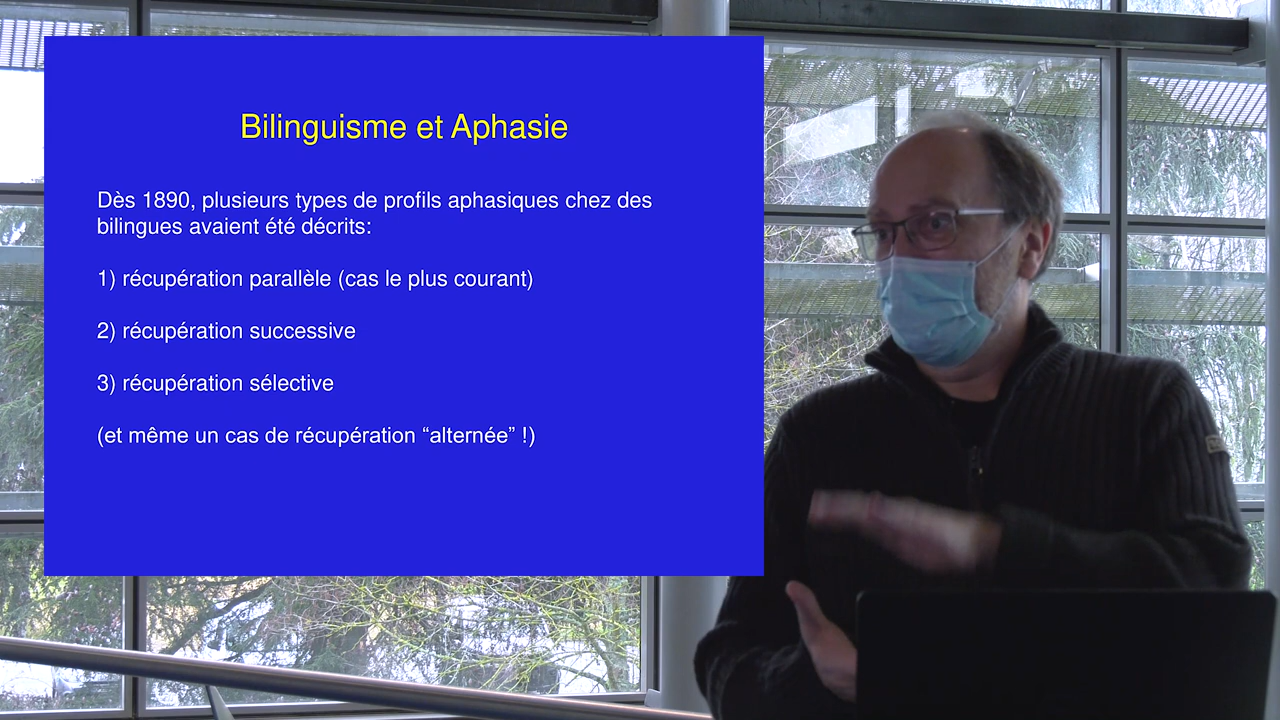 Bilinguisme et Aphasie
Dès 1890, plusieurs types de profils aphasiques chez des
bilingues avaient été décrits:
1) récupération parallèle (cas le plus courant)
2) récupération successive
3) récupération sélective
(et même un cas de récupération “alternée” !)